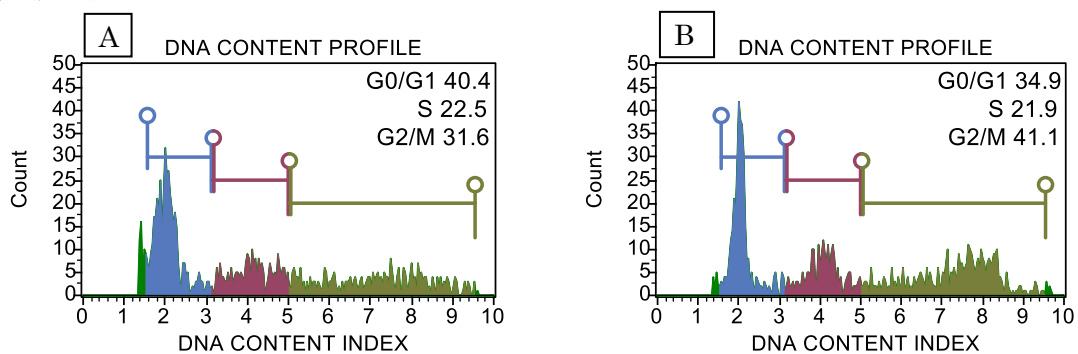 A
DNA CONTENT PROFILE
G0/G1 40.4
S 22.5
G2/M 31.6
Count
50
45
40
35
30
25
20
15
10
5
0
0 1 2 3 4 5 6 7 8 9 10
DNA CONTENT INDEX
B
DNA CONTENT PROFILE
G0/G1 34.9
S 21.9
G2/M 41.1
Count
50
45
40
35
30
25
20
15
10
5
0
0 1 2 3 4 5 6 7 8 9 10
DNA CONTENT INDEX